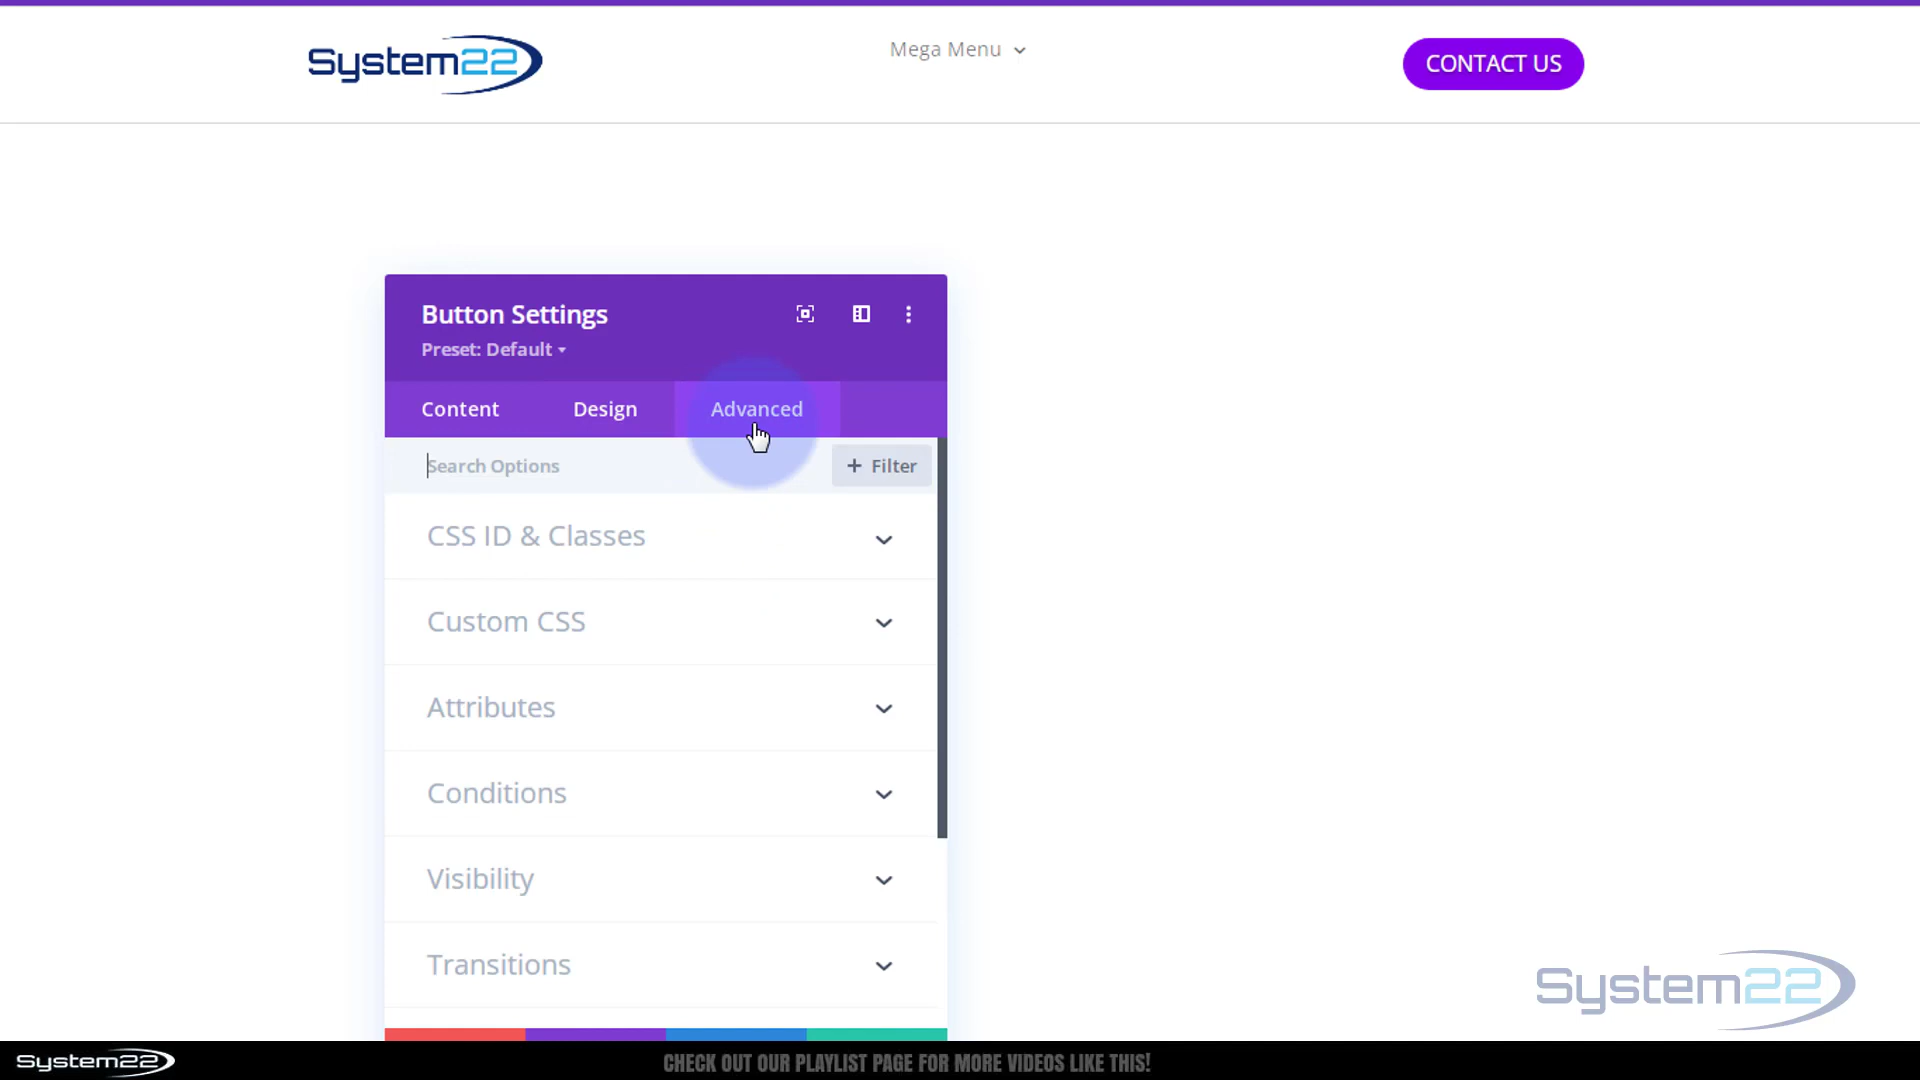 System22
Mega Menu
CONTACT US
Button Settings
Preset: Default
Content
Design
Advanced
Search Options
+ Filter
CSS ID & Classes
Custom CSS
Attributes
Conditions
Visibility
Transitions
System22
System22
CHECK OUT OUR PLAYLIST PAGE FOR MORE VIDEOS LIKE THIS!